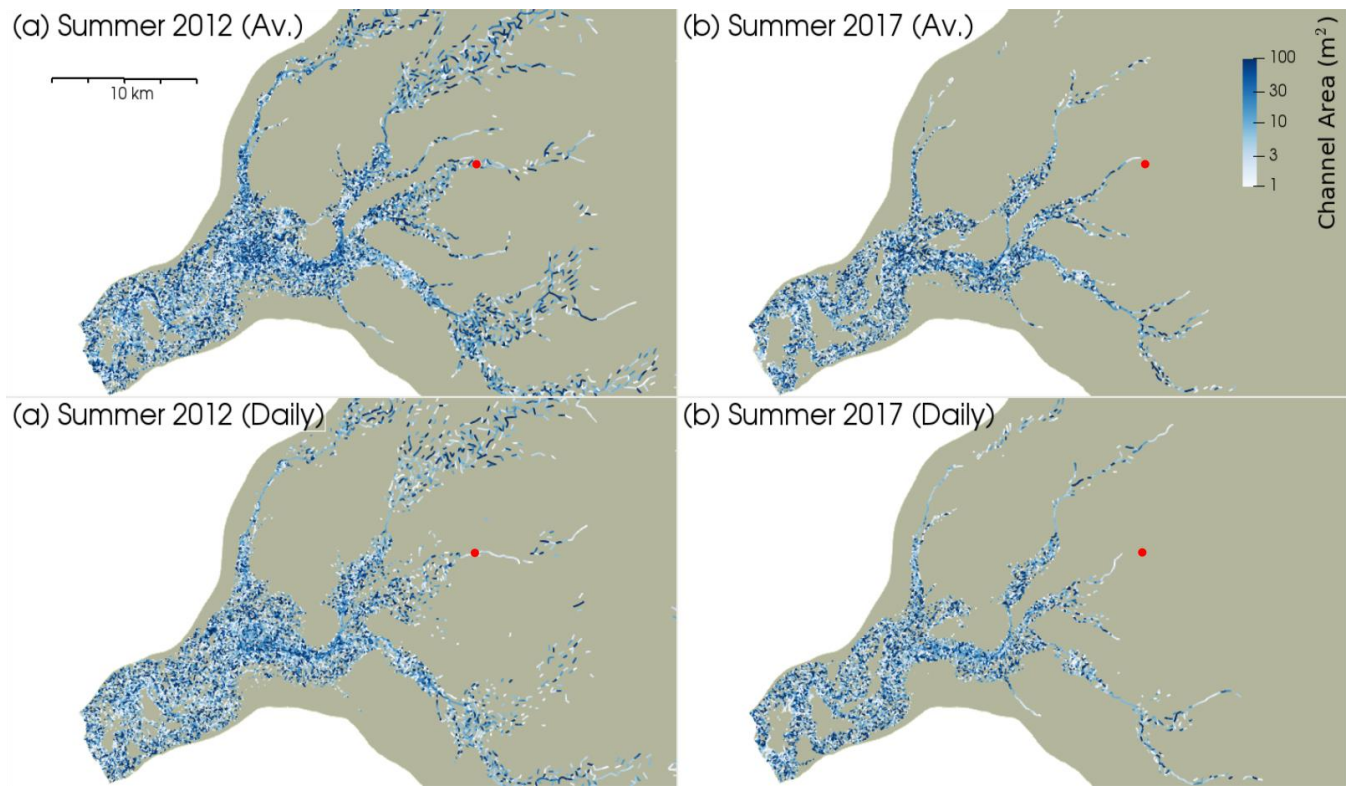 (a) Summer 2012 (Av.)
10 km
(b) Summer 2017 (Av.)
100
30
10
3
1
Channel Area (m²)
(a) Summer 2012 (Daily)
(b) Summer 2017 (Daily)